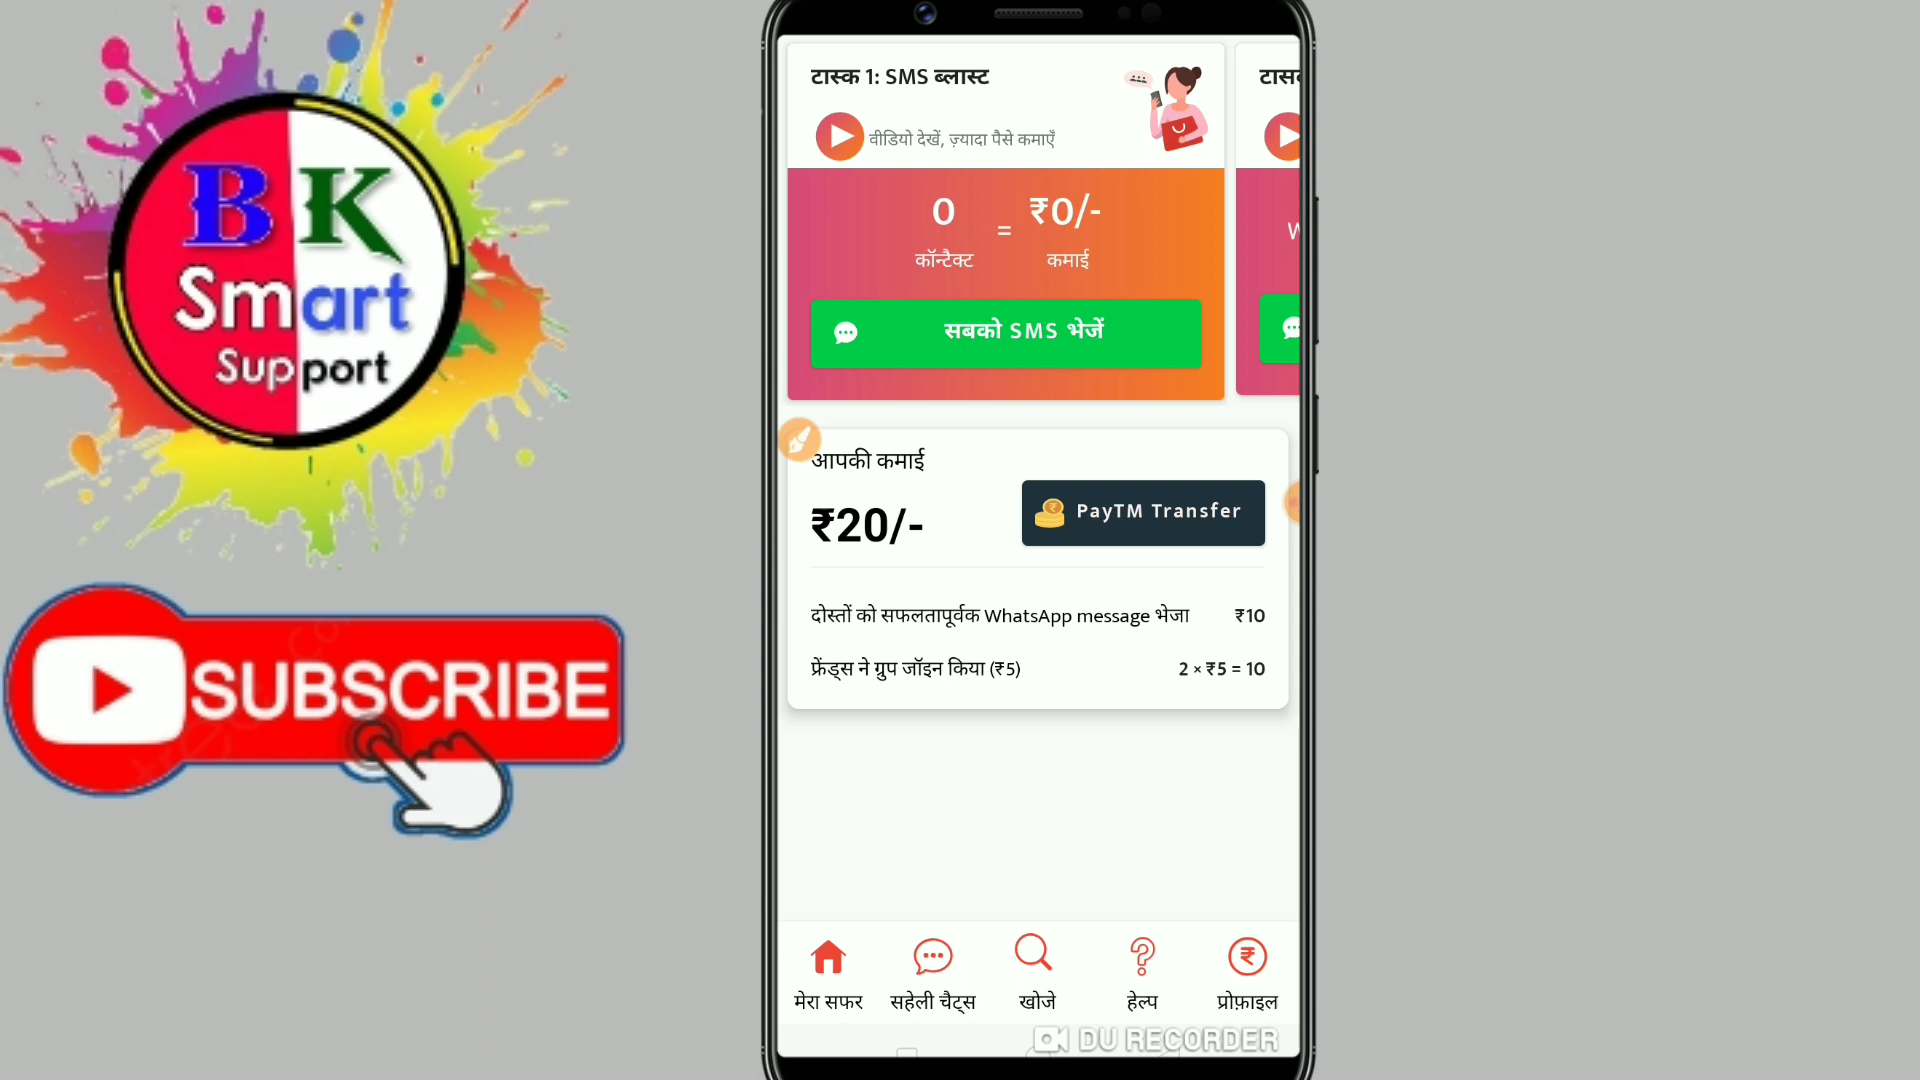 B K
Smart
Support
SUBSCRIBE
टास्क 1: SMS ब्लास्ट
वीडियो देखें, ज़्यादा पैसे कमाएँ
0 = ₹0/-
कॉन्टैक्ट कमाई
सबको SMS भेजें
आपकी कमाई
₹20/-
PayTM Transfer
दोस्तों को सफलतापूर्वक WhatsApp message भेजा ₹10
फ्रेंड्स ने ग्रुप जॉइन किया (₹5) 2 × ₹5 = 10
मेरा सफर सहेली चैट्स खोजे हेल्प प्रोफ़ाइल
DU RECORDER